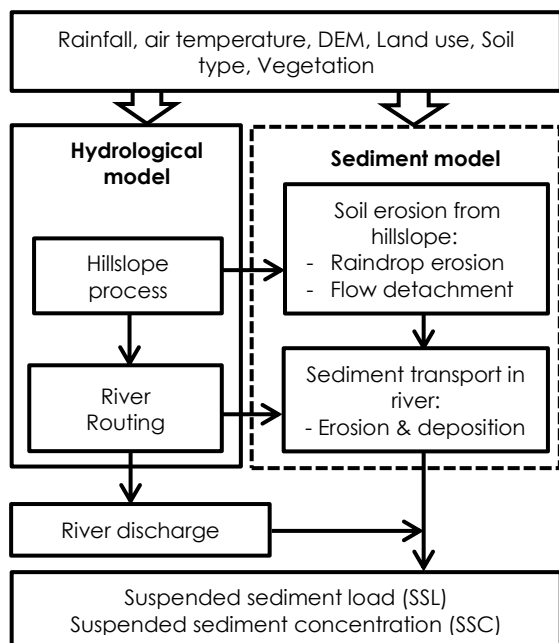 Rainfall, air temperature, DEM, Land use, Soil
type, Vegetation
Hydrological
model
Hillslope
process
River
Routing
Sediment model
Soil erosion from
hillslope:
- Raindrop erosion
- Flow detachment
Sediment transport in
river:
- Erosion & deposition
River discharge
Suspended sediment load (SSL)
Suspended sediment concentration (SSC)